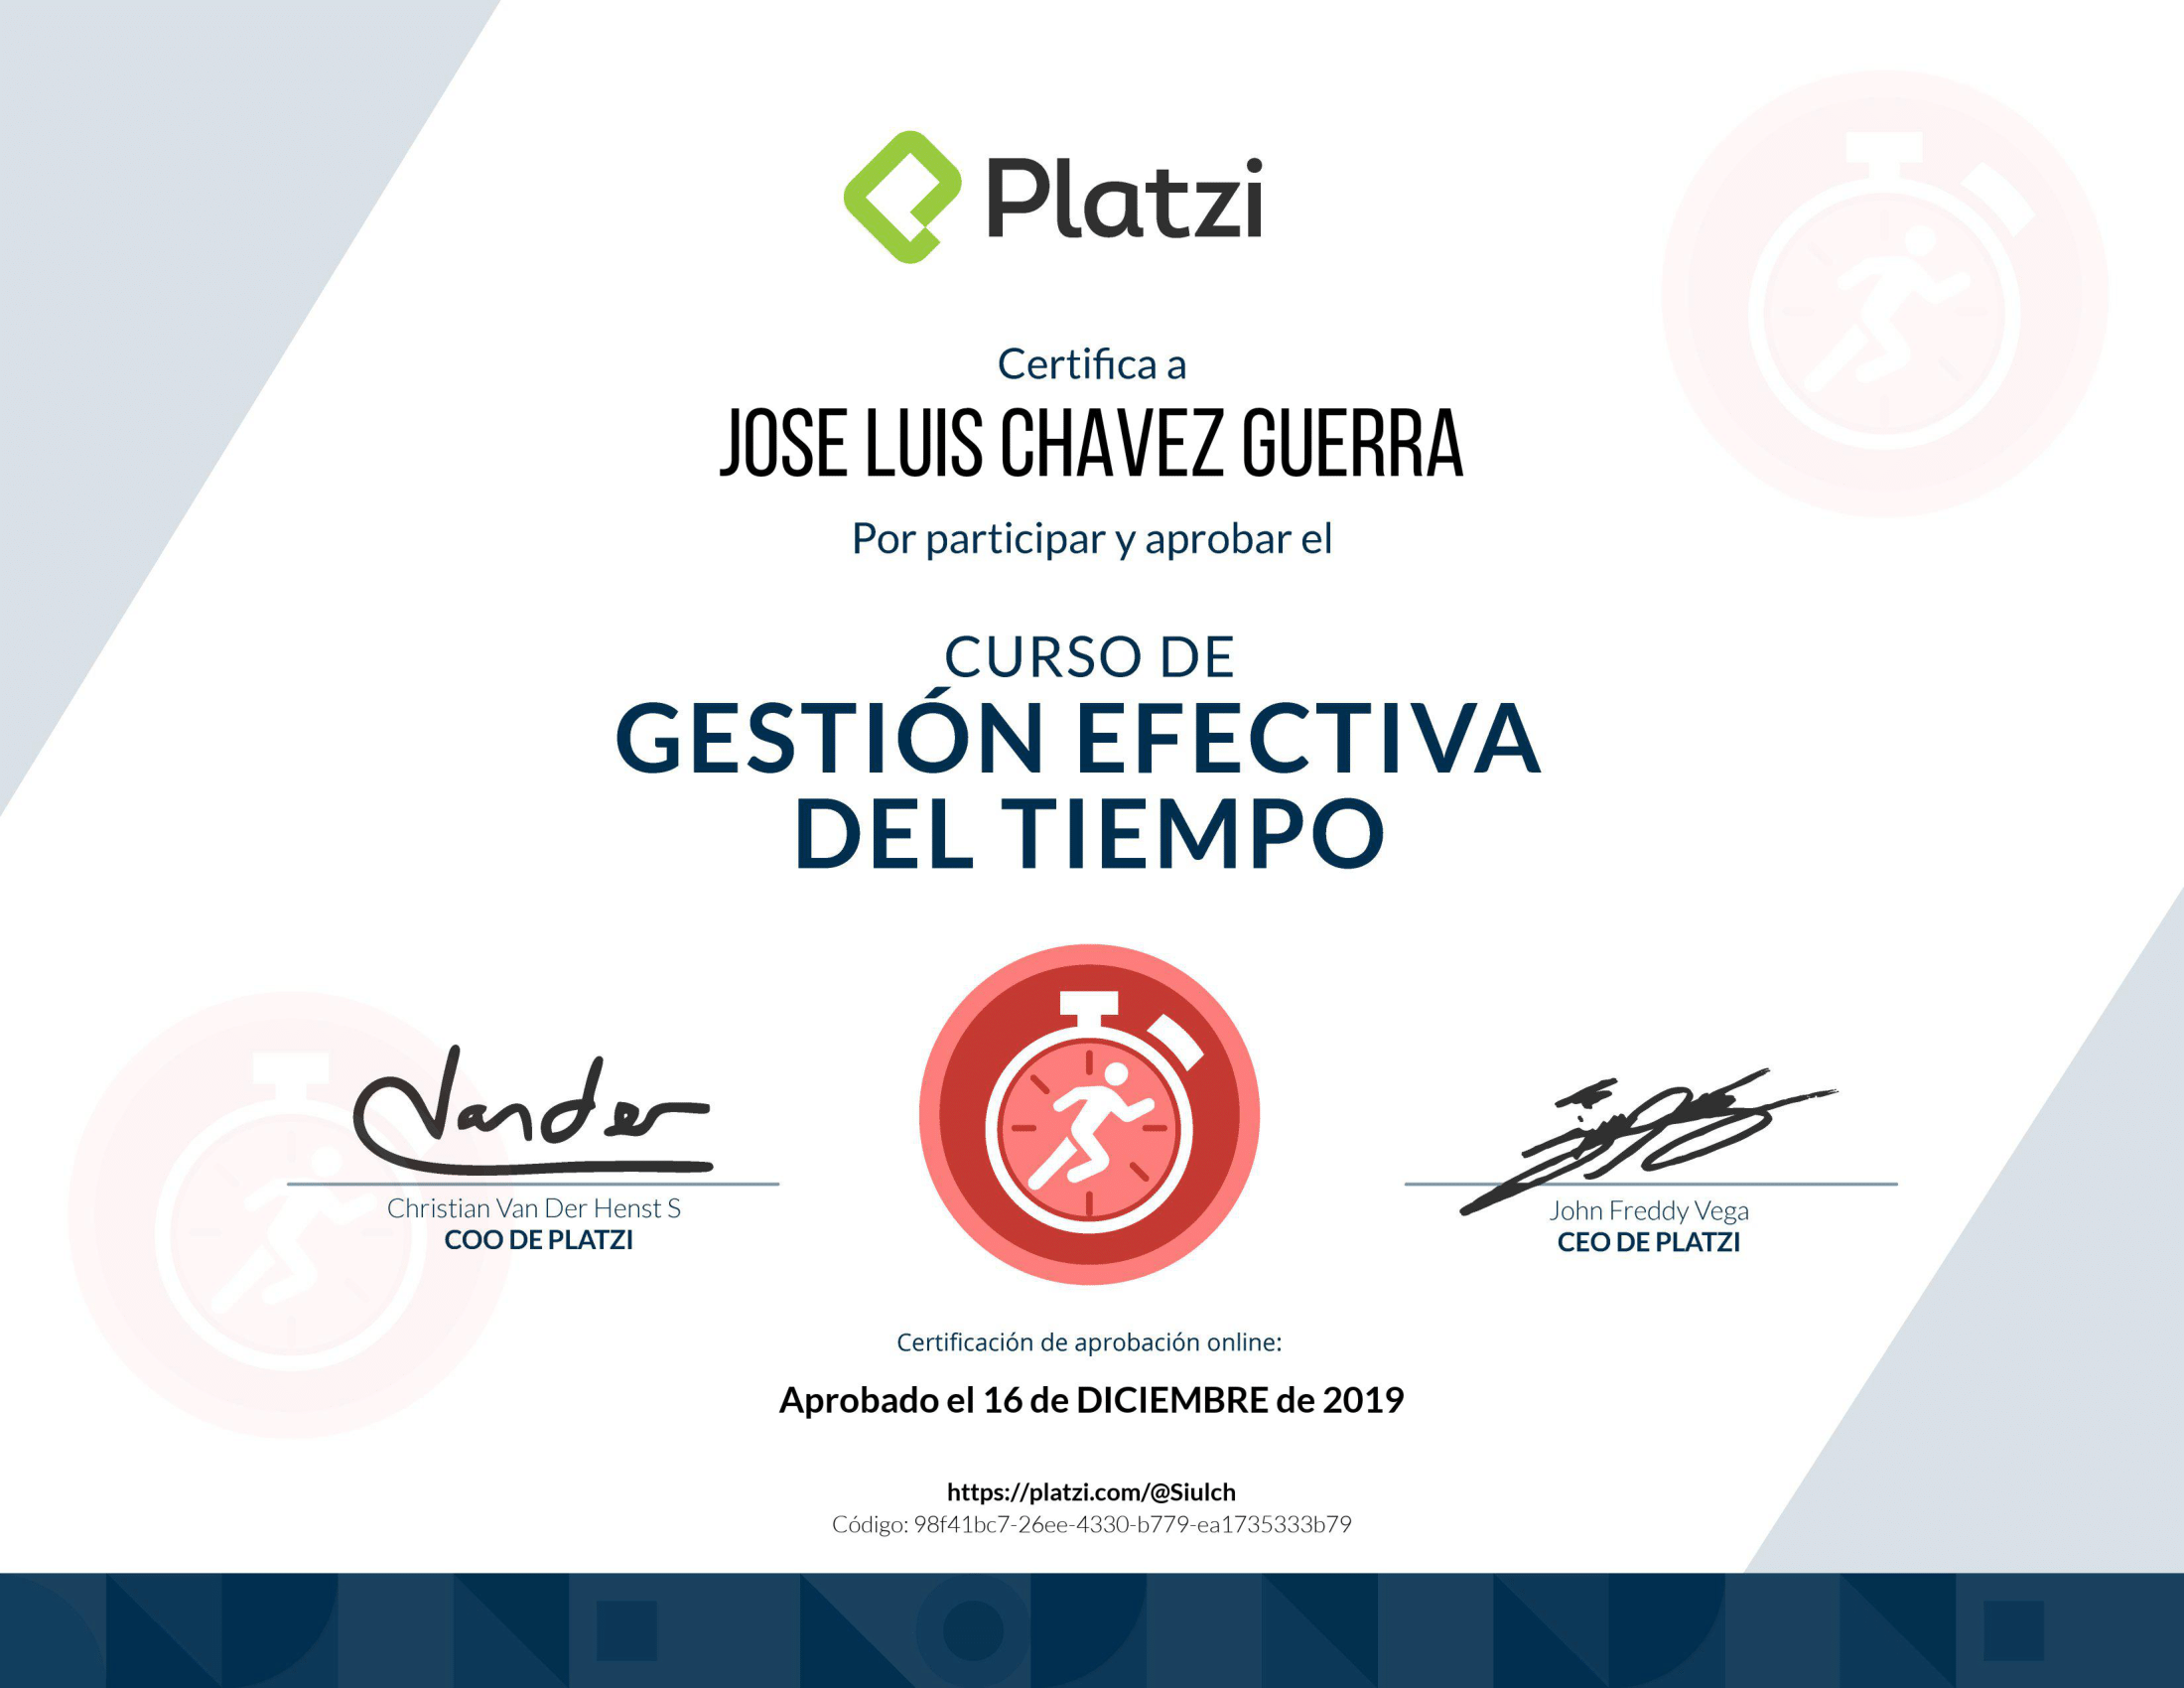 Platzi
Certifica a
JOSE LUIS CHAVEZ GUERRA
Por participar y aprobar el
CURSO DE
GESTIÓN EFECTIVA
DEL TIEMPO
Vander
Christian Van Der Henst S
COO DE PLATZI
John Freddy Vega
CEO DE PLATZI
Certificación de aprobación online:
Aprobado el 16 de DICIEMBRE de 2019
https://platzi.com/@Siulch
Código: 98f41bc7-26ee-4330-b779-ea1735333b79